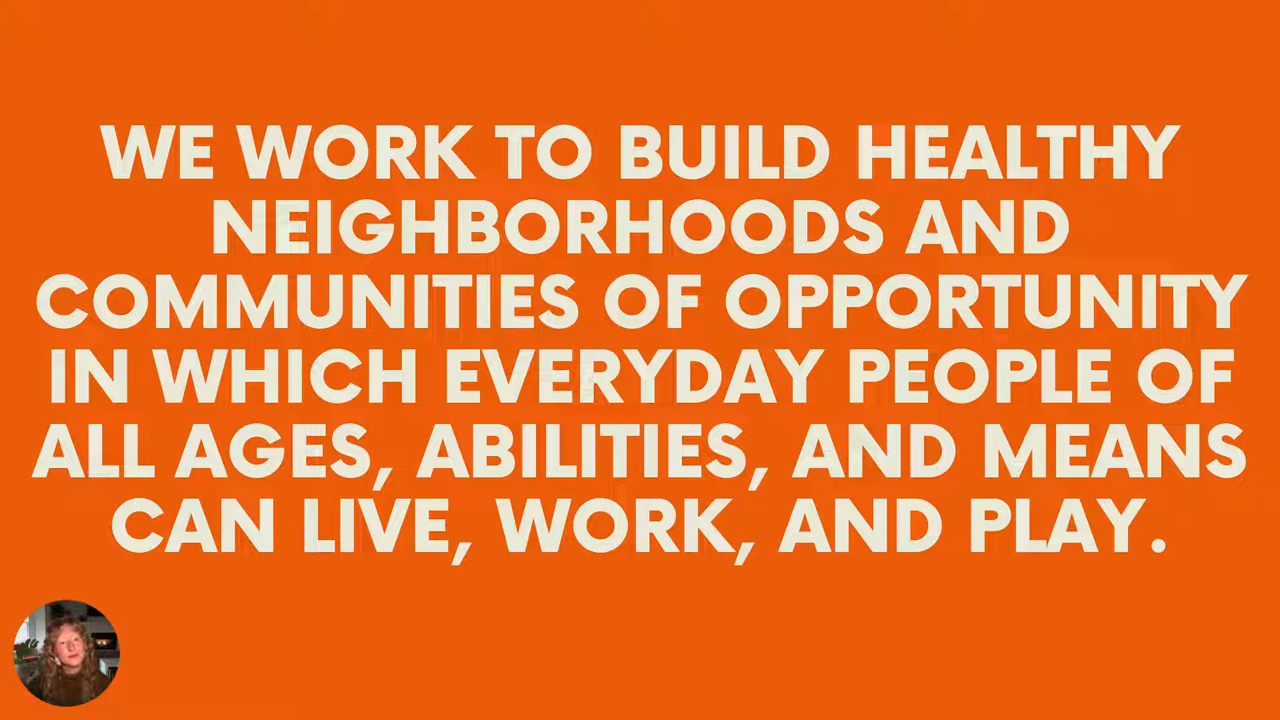 WE WORK TO BUILD HEALTHY
NEIGHBORHOODS AND
COMMUNITIES OF OPPORTUNITY
IN WHICH EVERYDAY PEOPLE OF
ALL AGES, ABILITIES, AND MEANS
CAN LIVE, WORK, AND PLAY.